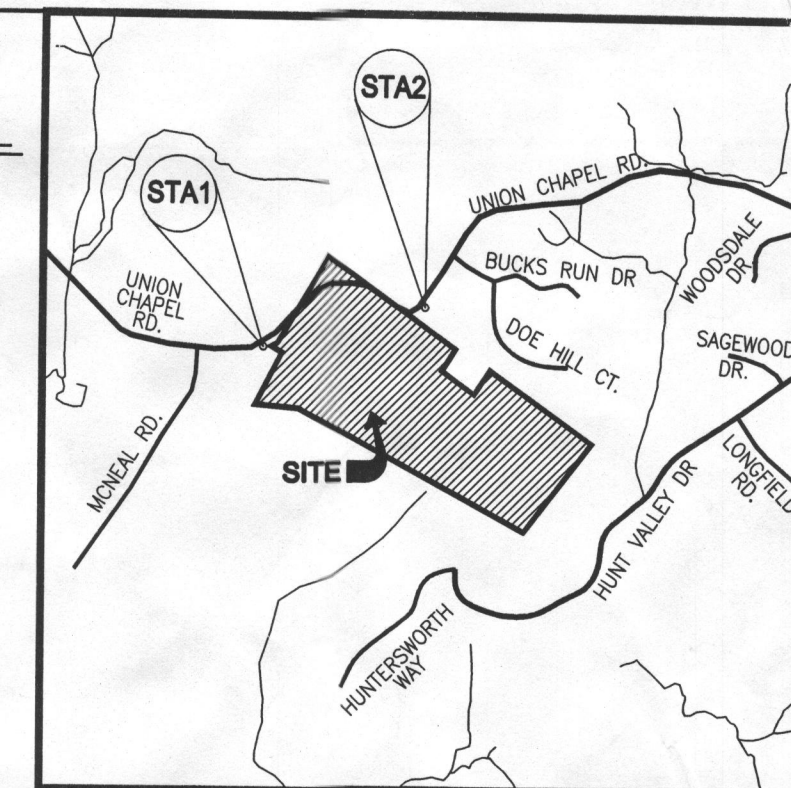 STA2
STA1
UNION CHAPEL RD.
UNION
CHAPEL
RD.
BUCKS RUN DR
WOODSDALE
DR.
DOE HILL CT.
SAGEWOOD
DR.
MCNEAL RD.
SITE
LONGFIELD
RD.
HUNT VALLEY DR
HUNTERSWORTH
WAY